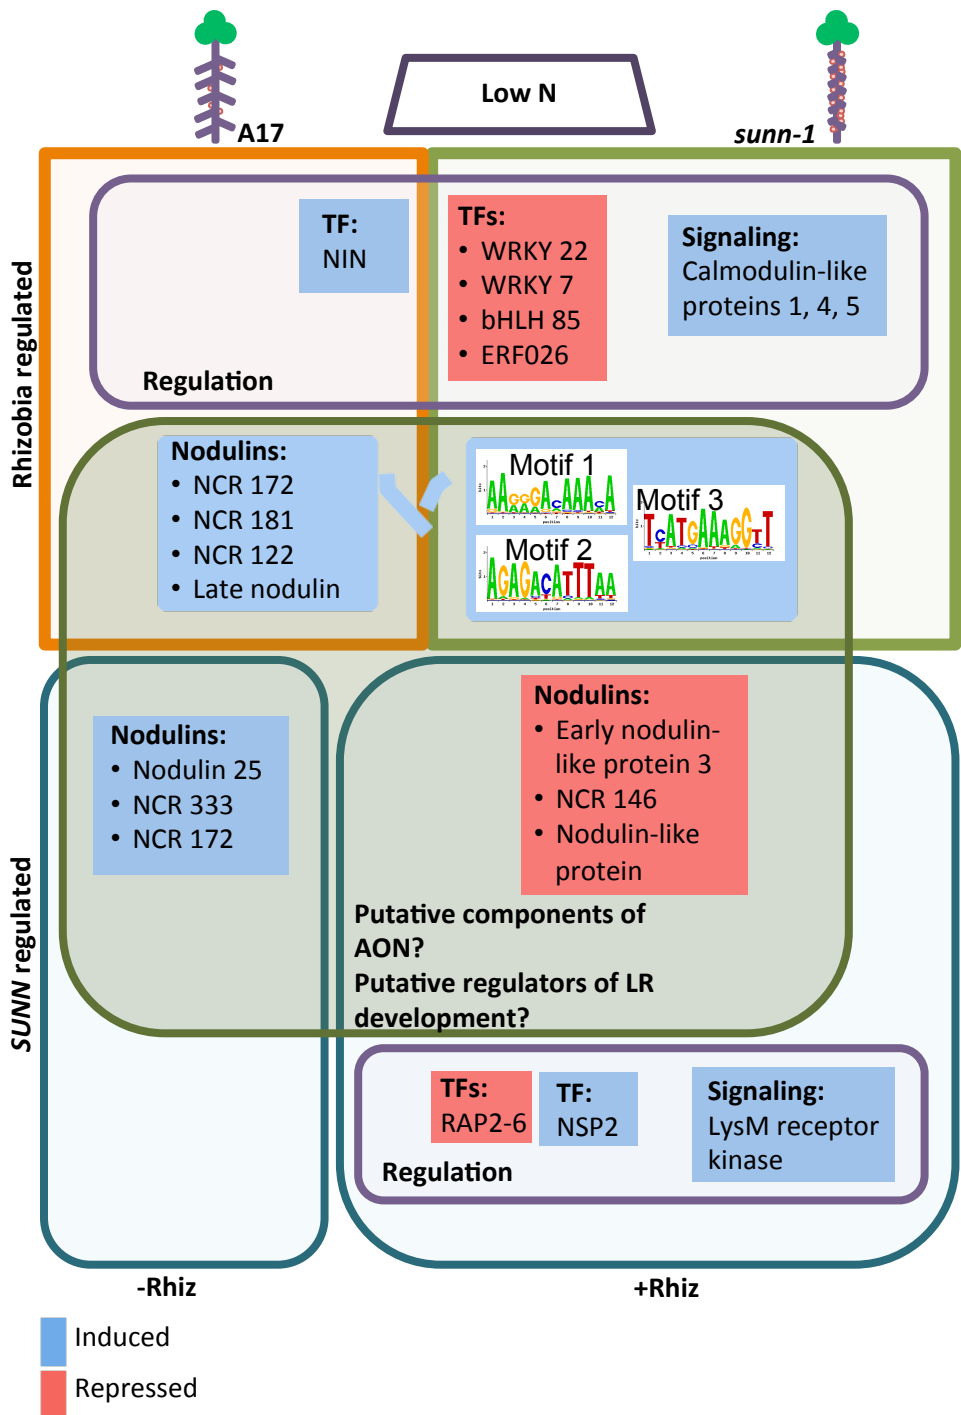 Low N
A17
sunn-1
Rhizobia regulated
TF:
NIN
TFs:
• WRKY 22
• WRKY 7
• bHLH 85
• ERF026
Signaling:
Calmodulin-like
proteins 1, 4, 5
Regulation
Nodulins:
• NCR 172
• NCR 181
• NCR 122
• Late nodulin
Motif 1
position
Motif 2
position
Motif 3
position
SUNN regulated
Nodulins:
• Nodulin 25
• NCR 333
• NCR 172
Nodulins:
• Early nodulin-
like protein 3
• NCR 146
• Nodulin-like
protein
Putative components of
AON?
Putative regulators of LR
development?
TFs:
RAP2-6
TF:
NSP2
Signaling:
LysM receptor
kinase
Regulation
-Rhiz
+Rhiz
Induced
Repressed